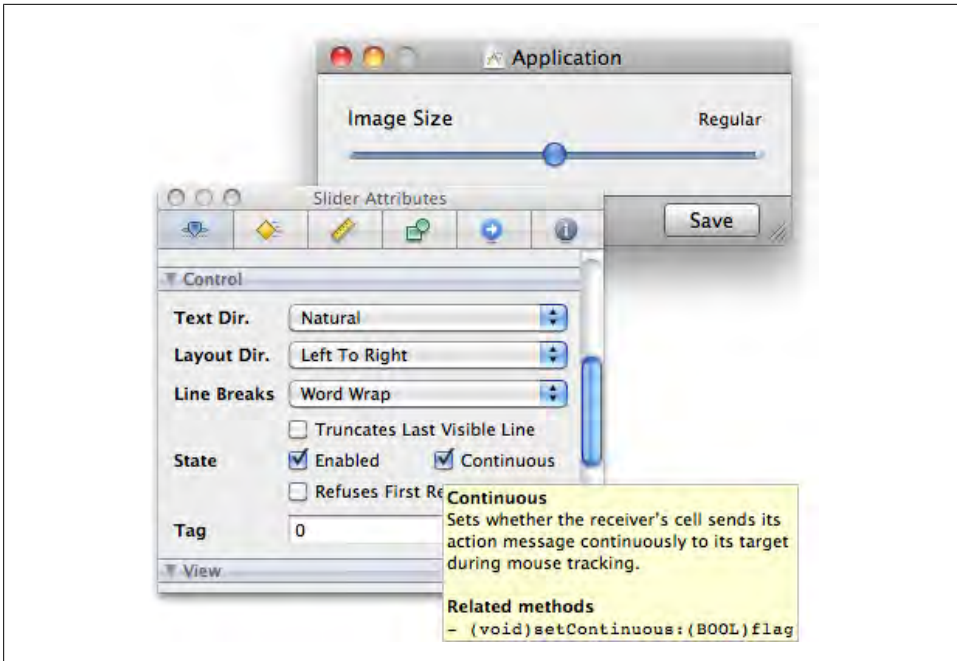 Application
Image Size Regular
Save
Slider Attributes
Control
Text Dir. Natural
Layout Dir. Left To Right
Line Breaks Word Wrap
Truncates Last Visible Line
State Enabled Continuous
Refuses First Re
Tag 0
View
Continuous
Sets whether the receiver's cell sends its
action message continuously to its target
during mouse tracking.
Related methods
- (void)setContinuous:(BOOL)flag